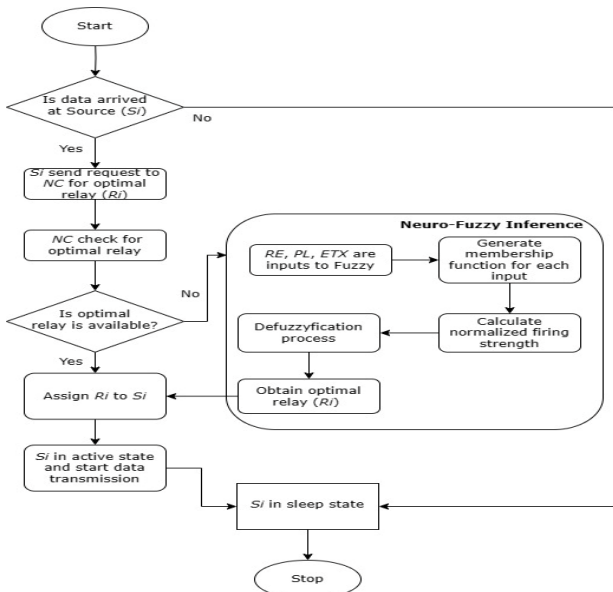 Start
Is data arrived
at Source (Si)
No
Yes
Si send request to
NC for optimal
relay (Ri)
NC check for
optimal relay
No
Is optimal
relay is available?
Yes
Neuro-Fuzzy Inference
RE, PL, ETX are
inputs to Fuzzy
Generate
membership
function for each
input
Calculate
normalized firing
strength
Defuzzyfication
process
Obtain optimal
relay (Ri)
Assign Ri to Si
Si in active state
and start data
transmission
Si in sleep state
Stop